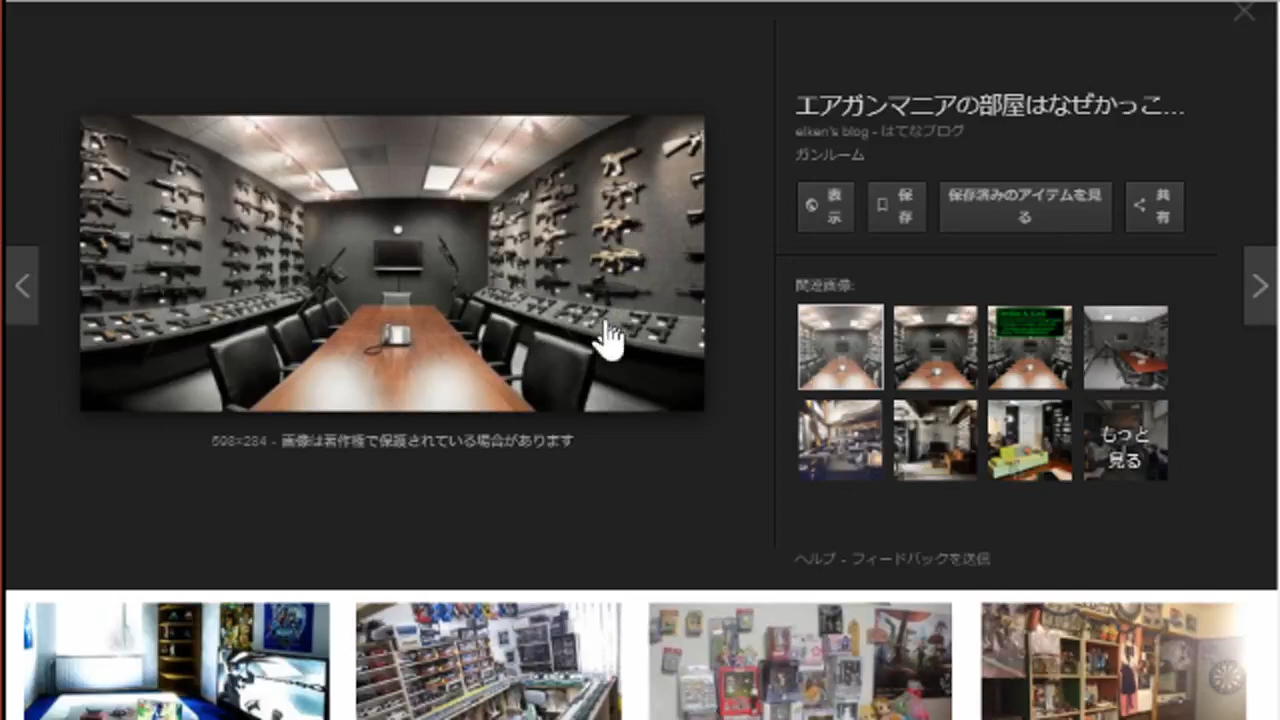 エアガンマニアの部屋はなぜかっこ...
elken's blog - はてなブログ
ガンルーム
表示
保存
保存済みのアイテムを見る
共有
関連画像:
もっと
見る
598×284 - 画像は著作権で保護されている場合があります
ヘルプ - フィードバックを送信